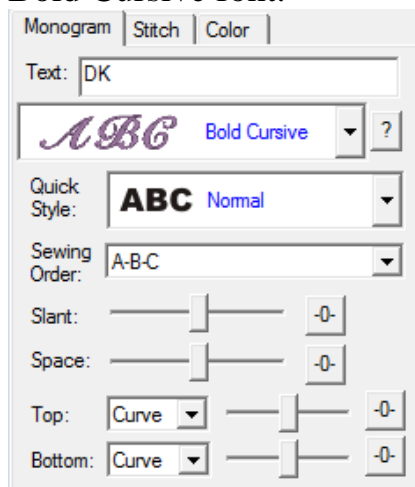 Bold Cursive font.
Monogram Stitch Color
Text: DK
ABC Bold Cursive ?
Quick Style: ABC Normal
Sewing Order: A-B-C
Slant: -0-
Space: -0-
Top: Curve -0-
Bottom: Curve -0-